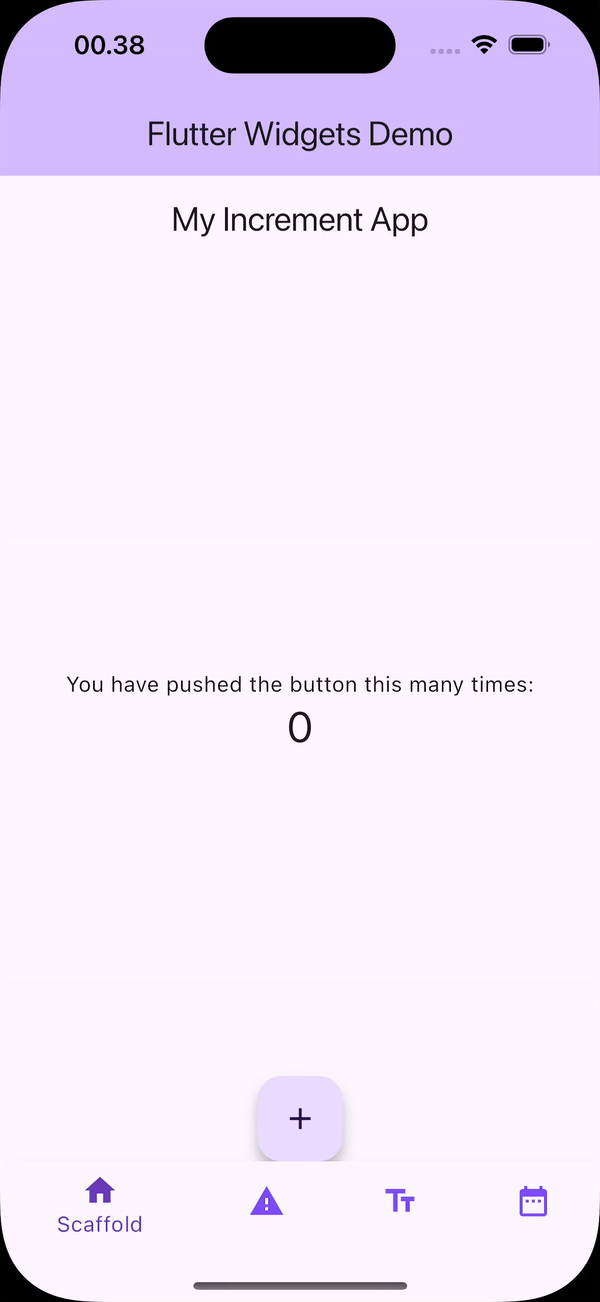 00.38
Flutter Widgets Demo
My Increment App
You have pushed the button this many times:
0
+
Scaffold